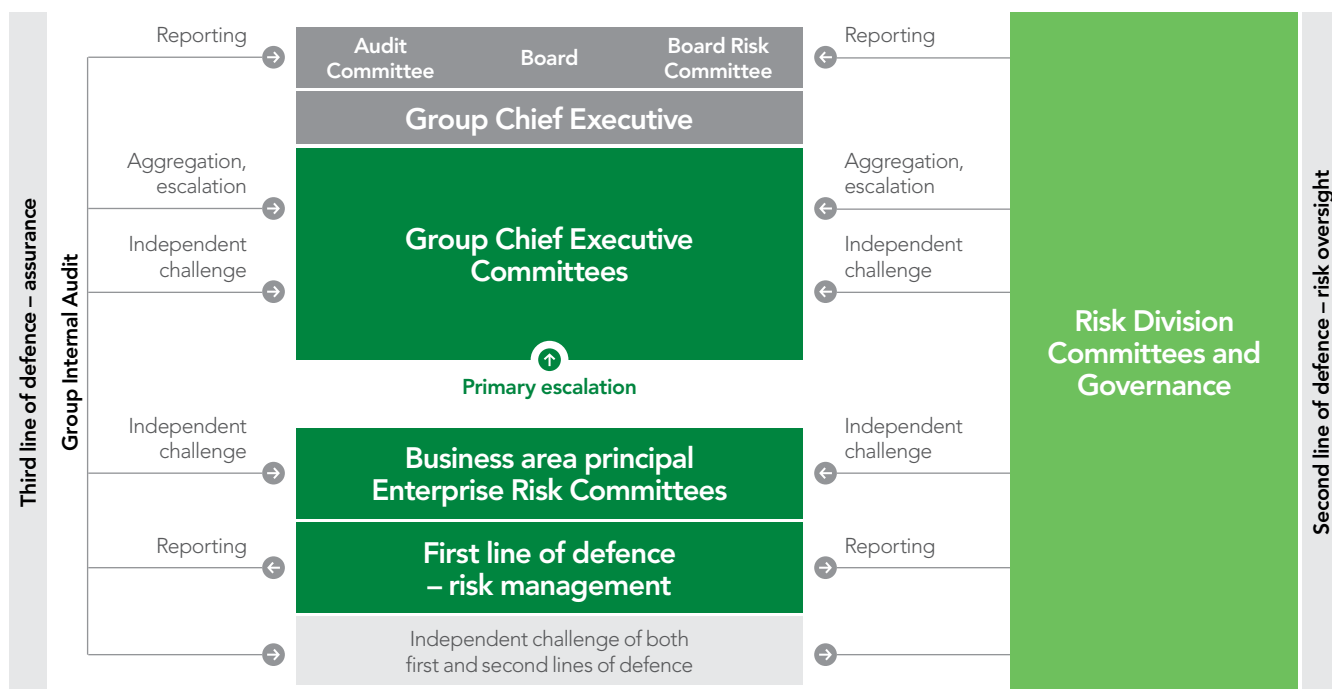 Third line of defence – assurance
Group Internal Audit
Reporting
Aggregation,
escalation
Independent
challenge
Independent
challenge
Reporting
Audit
Committee
Board
Board Risk
Committee
Group Chief Executive
Group Chief Executive
Committees
Primary escalation
Business area principal
Enterprise Risk Committees
First line of defence
– risk management
Independent challenge of both
first and second lines of defence
Reporting
Aggregation,
escalation
Independent
challenge
Independent
challenge
Reporting
Risk Division
Committees and
Governance
Second line of defence – risk oversight